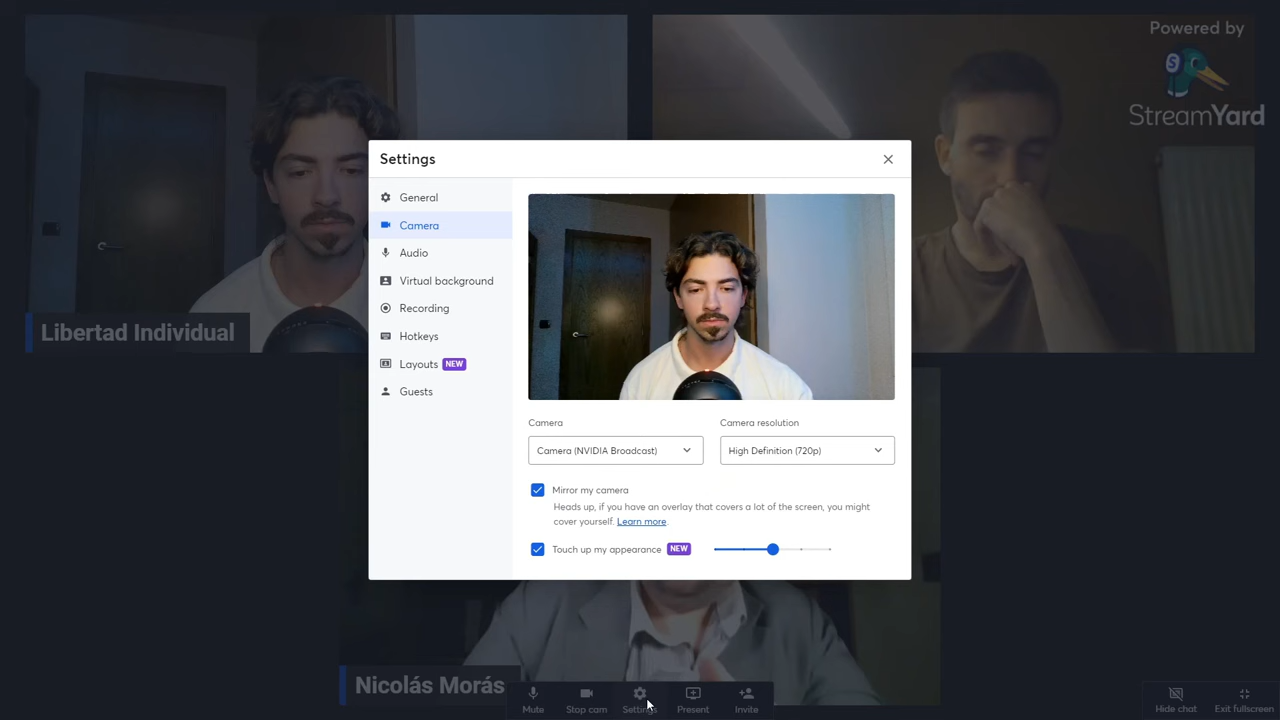 Powered by
StreamYard
Libertad Individual
Settings
General
Camera
Audio
Virtual background
Recording
Hotkeys
Layouts NEW
Guests
Camera
Camera resolution
Camera (NVIDIA Broadcast)
High Definition (720p)
Mirror my camera
Heads up, if you have an overlay that covers a lot of the screen, you might
cover yourself. Learn more.
Touch up my appearance NEW
Nicolás Morás
Mute
Stop cam
Settings
Present
Invite
Hide chat
Exit fullscreen